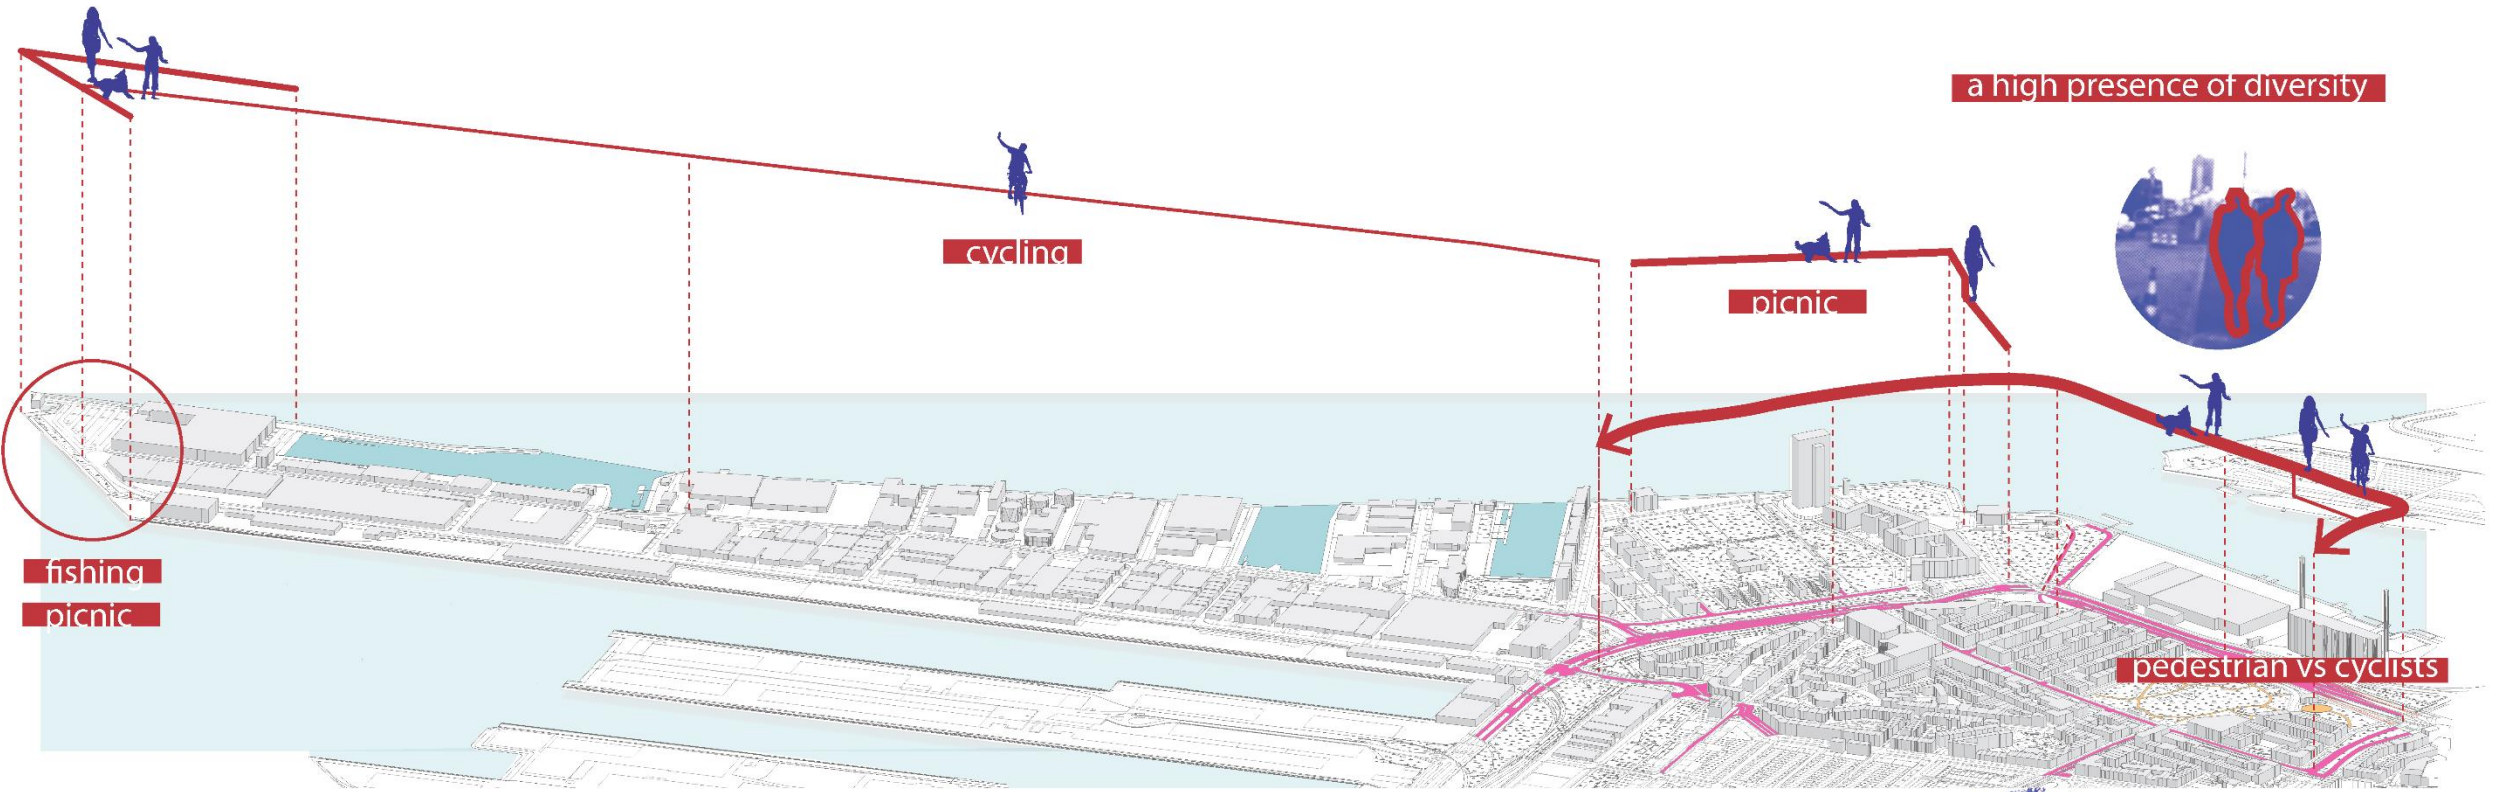 a high presence of diversity
cycling
picnic
fishing
picnic
pedestrian vs cyclists